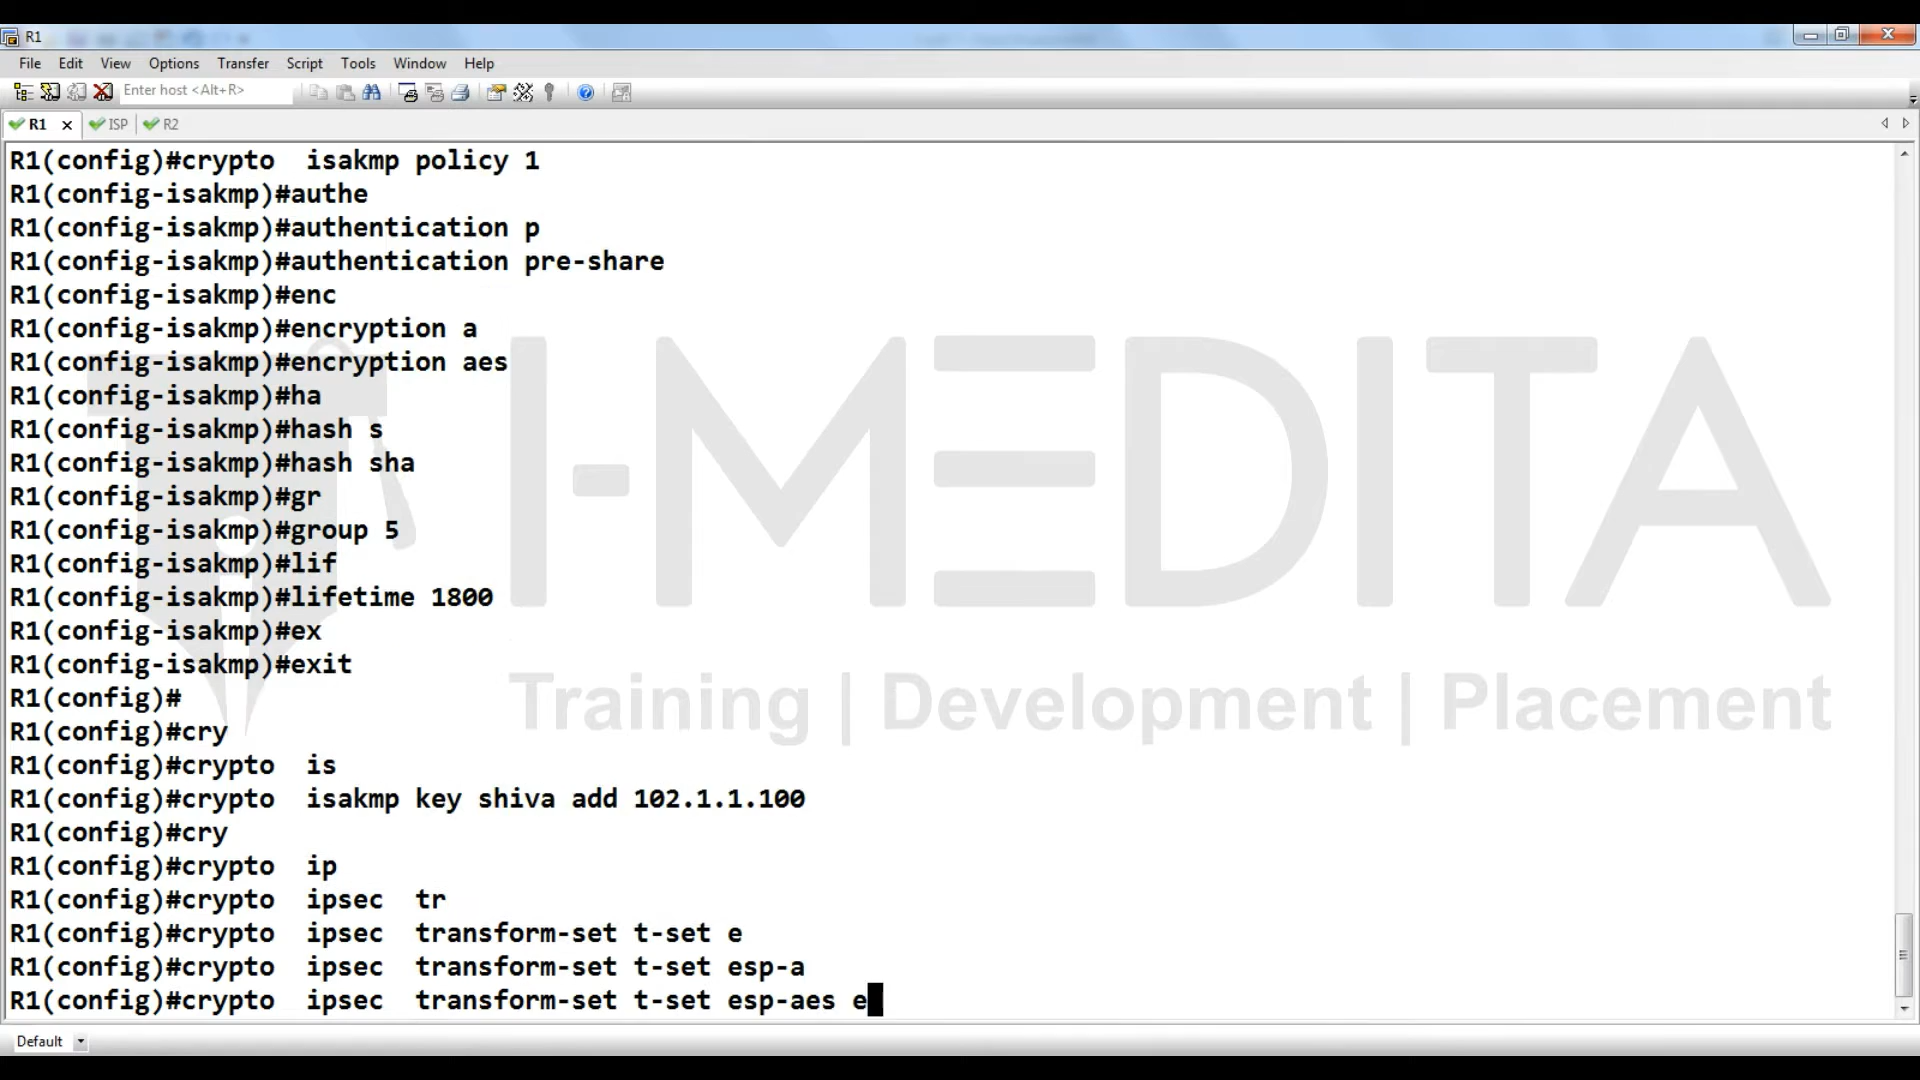 R1
File Edit View Options Transfer Script Tools Window Help
Enter host <Alt+R>
R1 ISP R2
R1(config)#crypto  isakmp policy 1
R1(config-isakmp)#authe
R1(config-isakmp)#authentication p
R1(config-isakmp)#authentication pre-share
R1(config-isakmp)#enc
R1(config-isakmp)#encryption a
R1(config-isakmp)#encryption aes
R1(config-isakmp)#ha
R1(config-isakmp)#hash s
R1(config-isakmp)#hash sha
R1(config-isakmp)#gr
R1(config-isakmp)#group 5
R1(config-isakmp)#lif
R1(config-isakmp)#lifetime 1800
R1(config-isakmp)#ex
R1(config-isakmp)#exit
R1(config)#
R1(config)#cry
R1(config)#crypto  is
R1(config)#crypto  isakmp key shiva add 102.1.1.100
R1(config)#cry
R1(config)#crypto  ip
R1(config)#crypto  ipsec  tr
R1(config)#crypto  ipsec  transform-set t-set e
R1(config)#crypto  ipsec  transform-set t-set esp-a
R1(config)#crypto  ipsec  transform-set t-set esp-aes e
I-MEDITA
Training | Development | Placement
Default